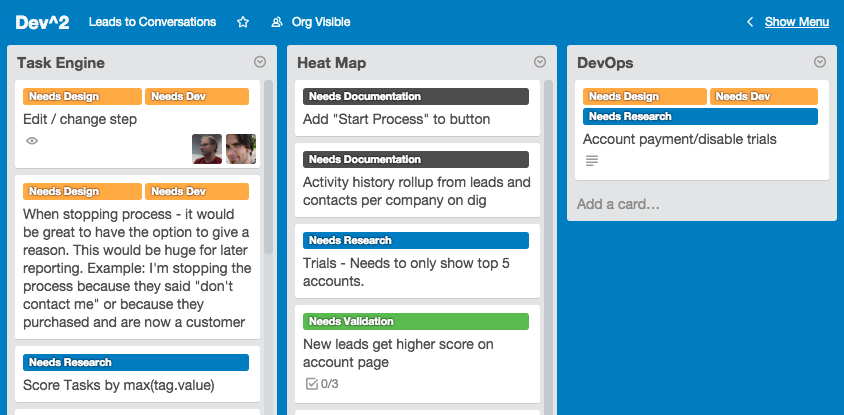 Dev^2 Leads to Conversations Org Visible Show Menu
Task Engine
Needs Design Needs Dev
Edit / change step
Needs Design Needs Dev
When stopping process - it would
be great to have the option to give a
reason. This would be huge for later
reporting. Example: I'm stopping the
process because they said "don't
contact me" or because they
purchased and are now a customer
Needs Research
Score Tasks by max(tag.value)
Heat Map
Needs Documentation
Add "Start Process" to button
Needs Documentation
Activity history rollup from leads and
contacts per company on dig
Needs Research
Trials - Needs to only show top 5
accounts.
Needs Validation
New leads get higher score on
account page
0/3
DevOps
Needs Design Needs Dev
Needs Research
Account payment/disable trials
Add a card...